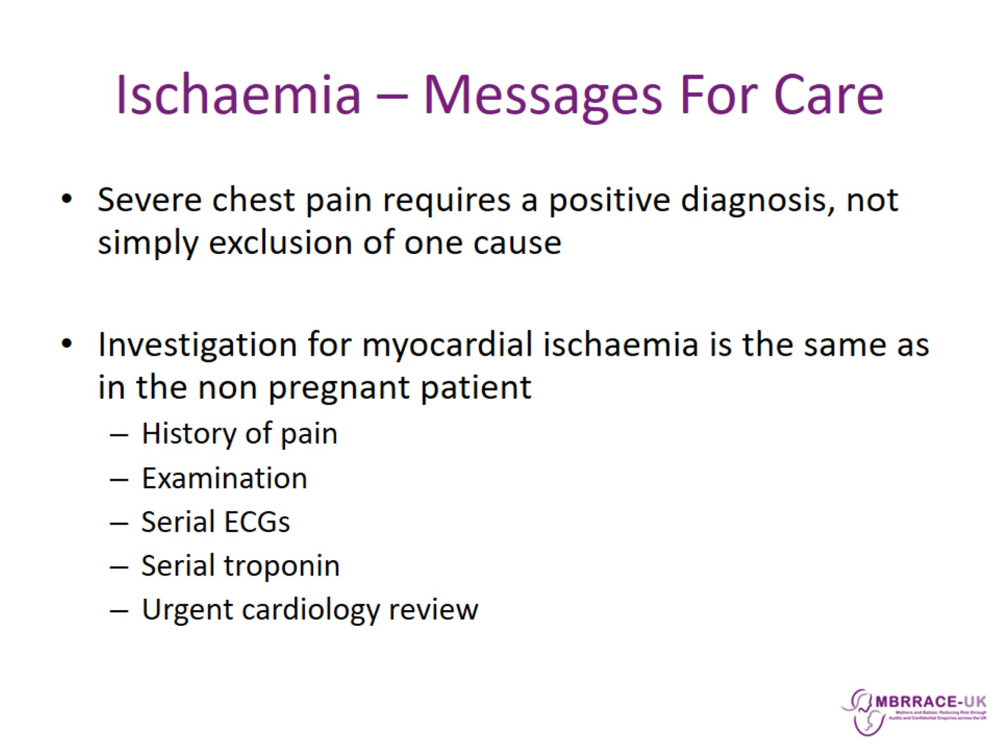 Ischaemia – Messages For Care
• Severe chest pain requires a positive diagnosis, not
simply exclusion of one cause
• Investigation for myocardial ischaemia is the same as
in the non pregnant patient
– History of pain
– Examination
– Serial ECGs
– Serial troponin
– Urgent cardiology review
MBRRACE-UK
Mothers and Babies: Reducing Risk through
Audits and Confidential Enquiries across the UK